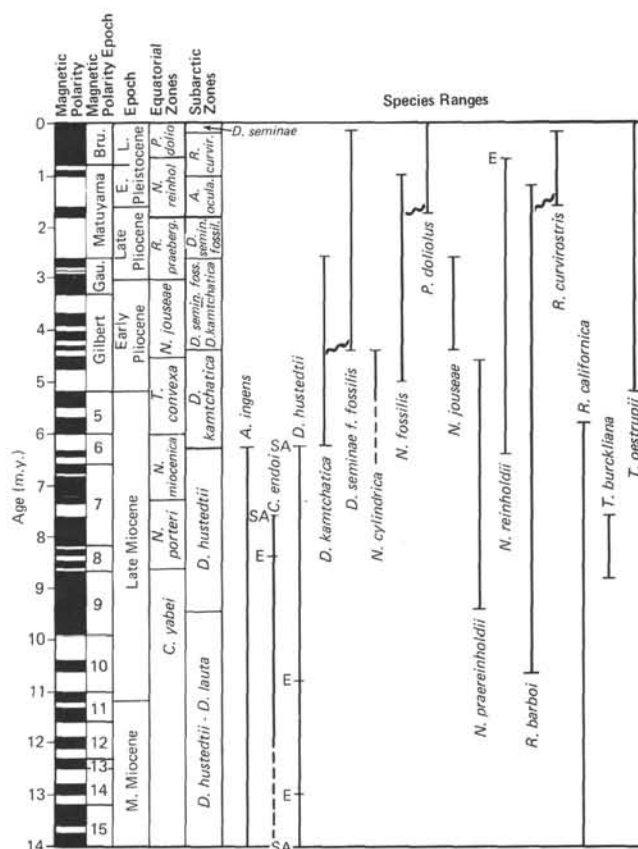 Magnetic
Polarity
Magnetic
Polarity Epoch
Epoch
Equatorial
Zones
Subarctic
Zones
Species Ranges
Age (m.y.)
0
1
2
3
4
5
6
7
8
9
10
11
12
13
14
Bru.
Matuyama
Gau.
Gilbert
5
6
7
8
9
10
11
12
13
14
15
L.
E.
Pleistocene
Late
Pliocene
Early
Pliocene
Late Miocene
M. Miocene
P.
dolio
N.
reinhol
R.
praeberg.
N. jouseae
T.
convexa
N.
miocenica
N.
porteri
C. yabei
D. seminae
R.
curvir.
A.
ocula.
D.
semin.
fossil.
D. semin. foss.
D.kamtchatica
D.
kamtchatica
D. hustedtii
D. hustedtii - D. lauta
A. ingens
C. endoi
SA
E
SA
D. hustedtii
SA
E
E
D. kamtchatica
D. seminae f. fossilis
N. cylindrica
N. fossilis
P. doliolus
N. jouseae
N. praereinholdii
E
N. reinholdii
R. barboi
R. curvirostris
R. californica
T. burckliana
T. oestrupii